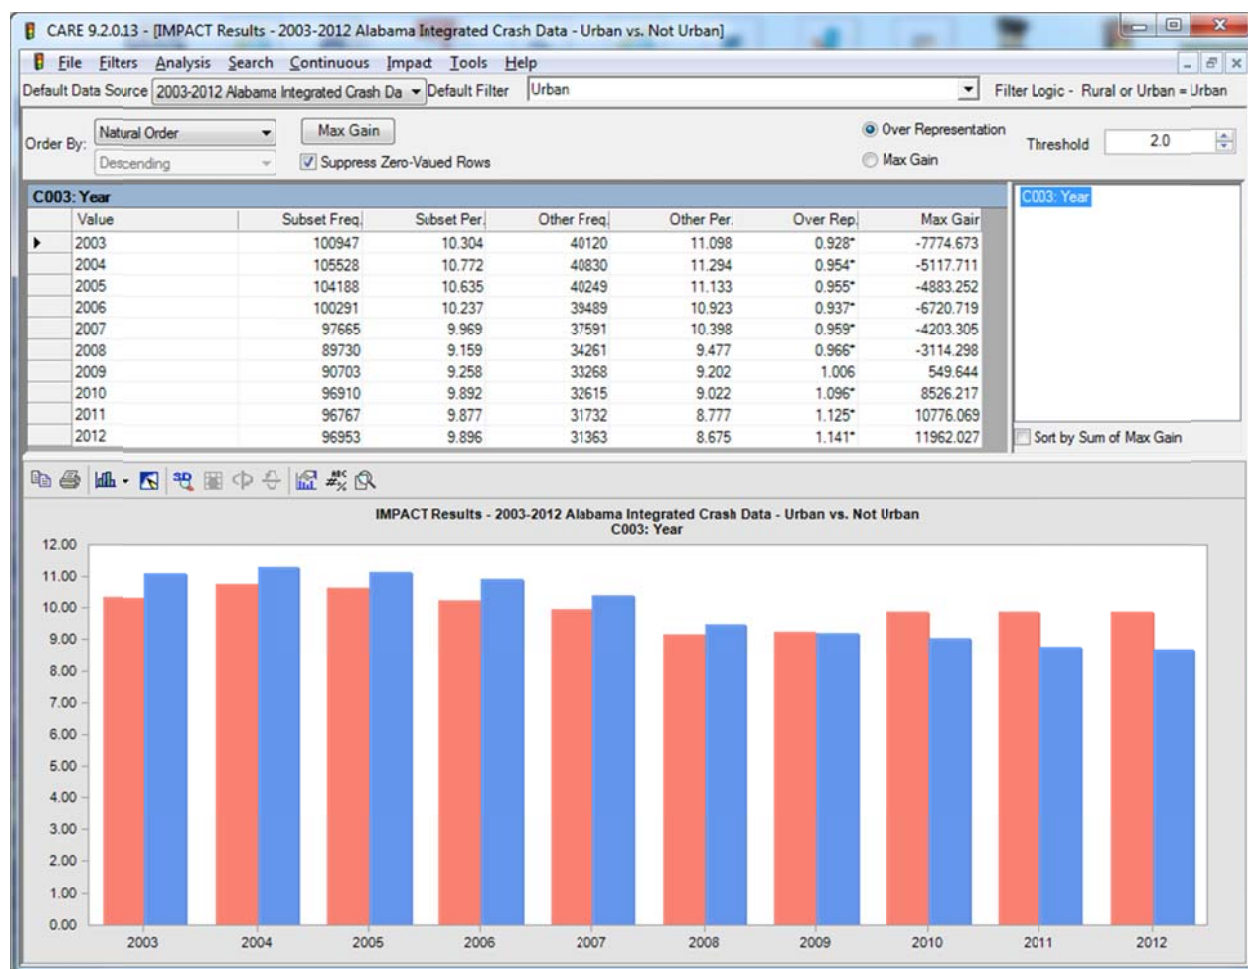 CARE 9.2.0.13 - [IMPACT Results - 2003-2012 Alabama Integrated Crash Data - Urban vs. Not Urban]
File Filters Analysis Search Continuous Impact Tools Help
Default Data Source 2003-2012 Alabama Integrated Crash Da Default Filter Urban Filter Logic - Rural or Urban = Urban
Order By: Natural Order Max Gain Over Representation Threshold 2.0
Descending Suppress Zero-Vaued Rows Max Gain
C003: Year C003: Year
Value Subset Freq. Subset Per. Other Freq. Other Per. Over Rep. Max Gain
2003 100947 10.304 40120 11.098 0.928* -7774.673
2004 105528 10.772 40830 11.294 0.954* -5117.711
2005 104188 10.635 40249 11.133 0.955* -4883.252
2006 100291 10.237 39489 10.923 0.937* -6720.719
2007 97665 9.969 37591 10.398 0.959* -4203.305
2008 89730 9.159 34261 9.477 0.966* -3114.298
2009 90703 9.258 33268 9.202 1.006 549.644
2010 96910 9.892 32615 9.022 1.096* 8526.217
2011 96767 9.877 31732 8.777 1.125* 10776.069
2012 96953 9.896 31363 8.675 1.141* 11962.027
Sort by Sum of Max Gain
3D ABC #%
IMPACT Results - 2003-2012 Alabama Integrated Crash Data - Urban vs. Not Urban
C003: Year
12.00
11.00
10.00
9.00
8.00
7.00
6.00
5.00
4.00
3.00
2.00
1.00
0.00
2003 2004 2005 2006 2007 2008 2009 2010 2011 2012